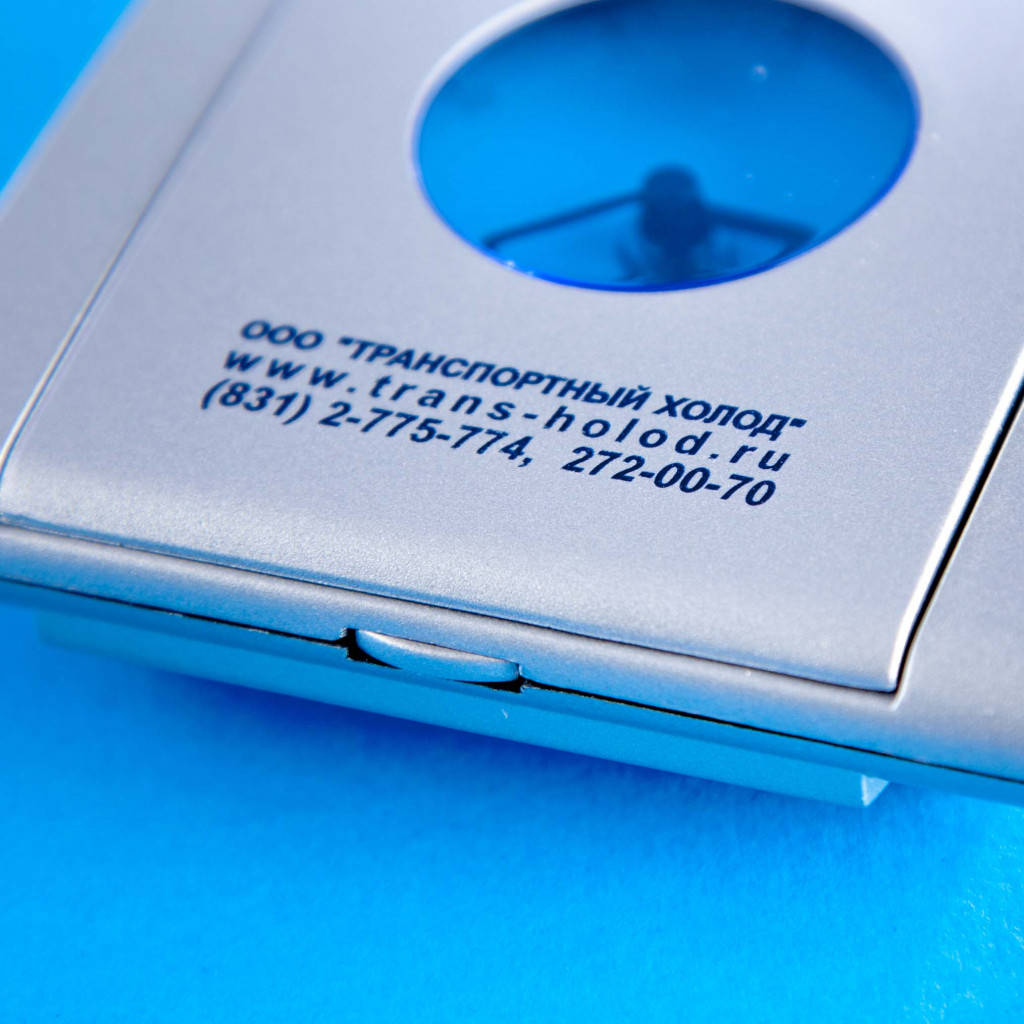 ООО "ТРАНСПОРТНЫЙ ХОЛОД"
www.trans-holod.ru
(831) 2-775-774, 272-00-70